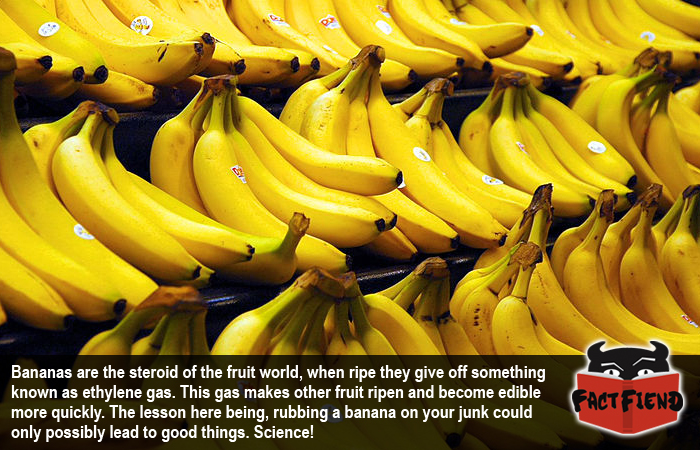 Bananas are the steroid of the fruit world, when ripe they give off something
known as ethylene gas. This gas makes other fruit ripen and become edible
more quickly. The lesson here being, rubbing a banana on your junk could
only possibly lead to good things. Science!
FACT FIEND